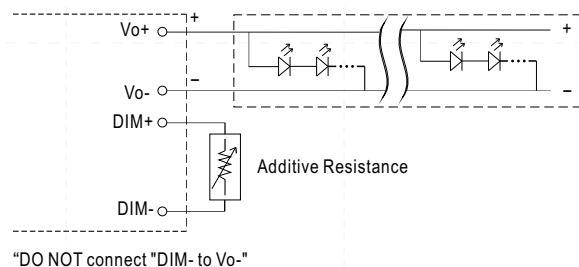 Vo+
+
+
Vo-
−
−
DIM+
Additive Resistance
DIM-
“DO NOT connect "DIM- to Vo-"